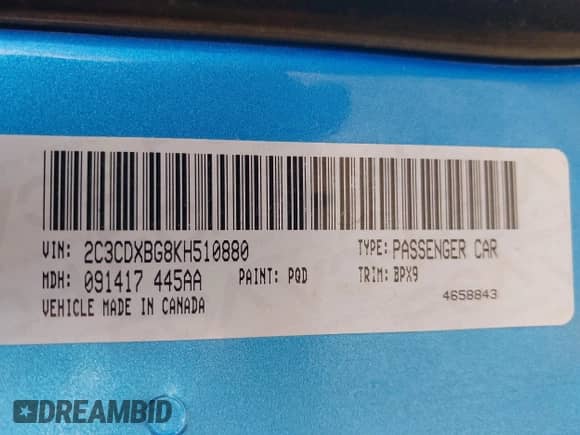 VIN: 2C3CDXBG8KH510880 TYPE: PASSENGER CAR
MDH: 091417 445AA PAINT: PQD TRIM: BPX9
VEHICLE MADE IN CANADA 4658843
DREAMBID